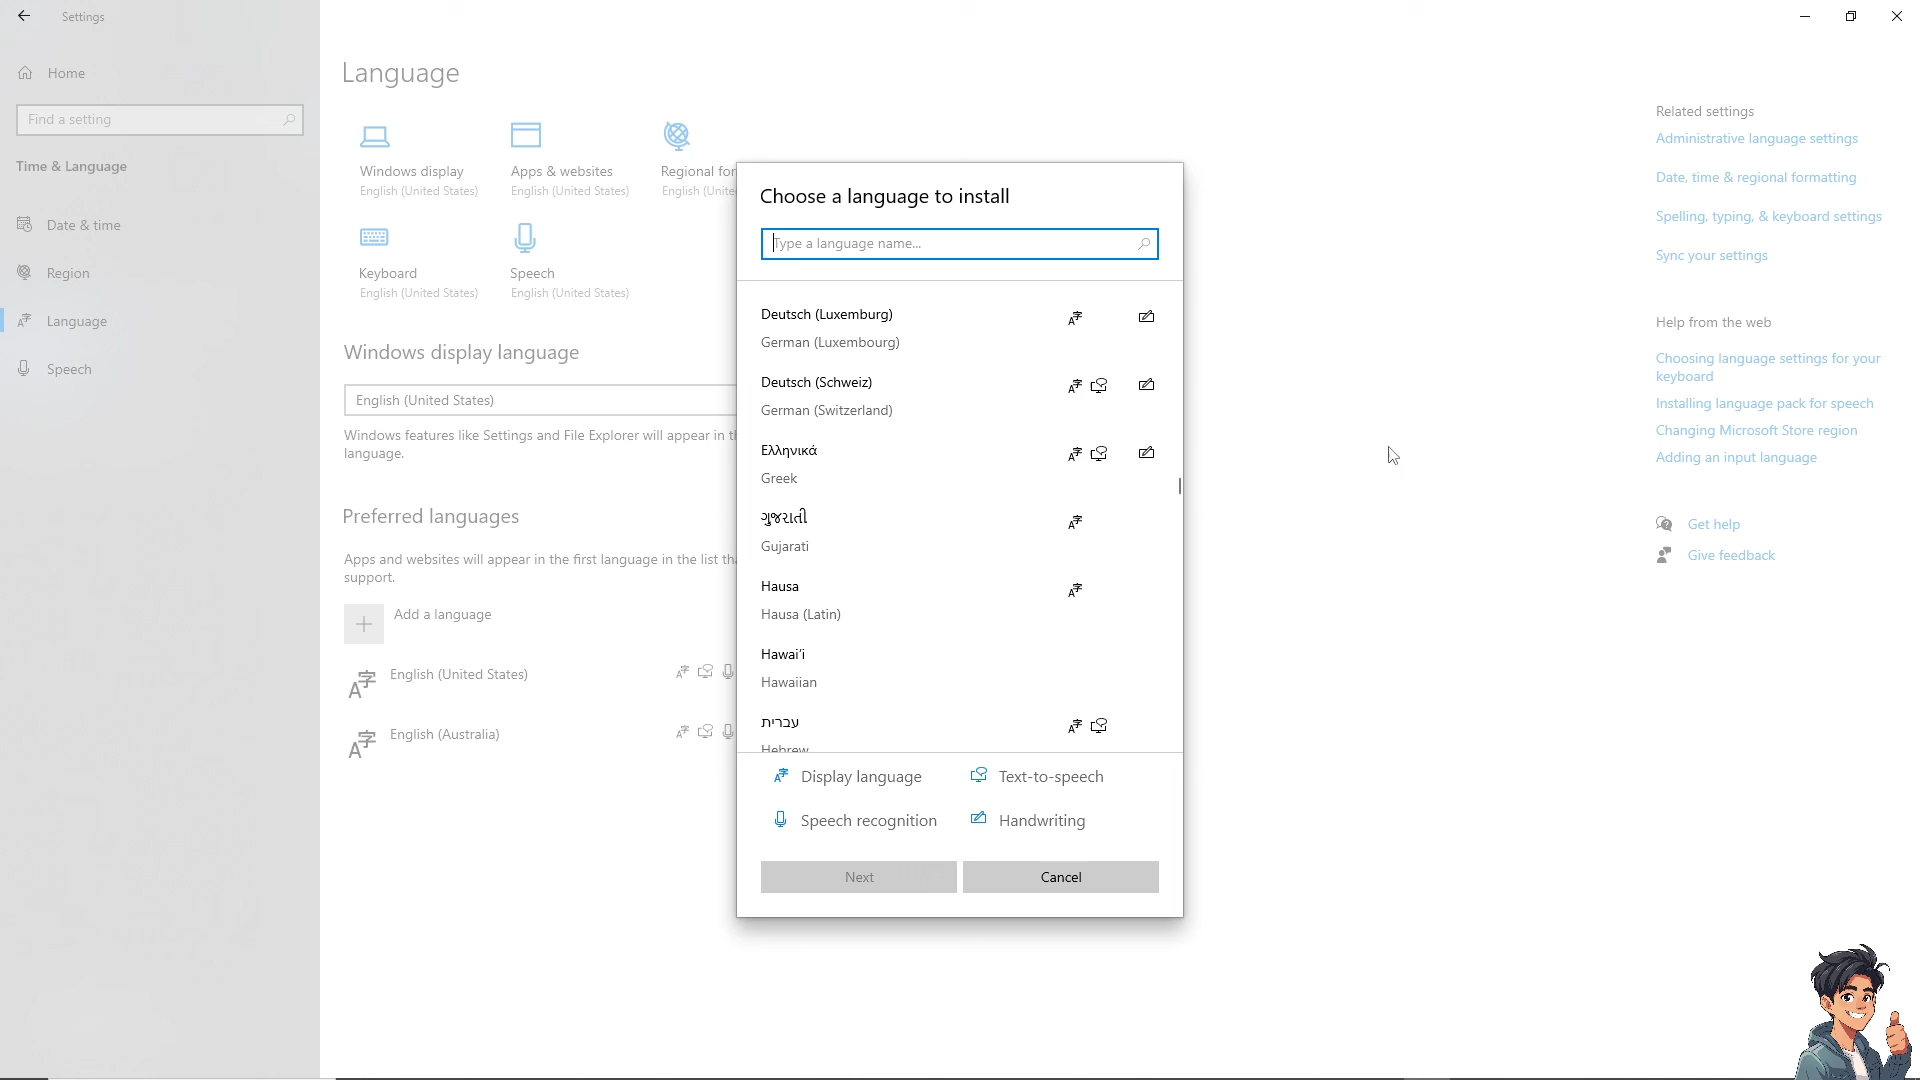 Settings
Home
Find a setting
Time & Language
Date & time
Region
Language
Speech
Language
Windows display
English (United States)
Apps & websites
English (United States)
Regional for
English (Unite
Keyboard
English (United States)
Speech
English (United States)
Windows display language
English (United States)
Windows features like Settings and File Explorer will appear in th
language.
Preferred languages
Apps and websites will appear in the first language in the list tha
support.
Add a language
English (United States)
English (Australia)
Choose a language to install
Type a language name...
Deutsch (Luxemburg)
German (Luxembourg)
Deutsch (Schweiz)
German (Switzerland)
Ελληνικά
Greek
ગુજરાતી
Gujarati
Hausa
Hausa (Latin)
Hawaiʻi
Hawaiian
עברית
Hebrew
Display language
Text-to-speech
Speech recognition
Handwriting
Next
Cancel
Related settings
Administrative language settings
Date, time & regional formatting
Spelling, typing, & keyboard settings
Sync your settings
Help from the web
Choosing language settings for your
keyboard
Installing language pack for speech
Changing Microsoft Store region
Adding an input language
Get help
Give feedback